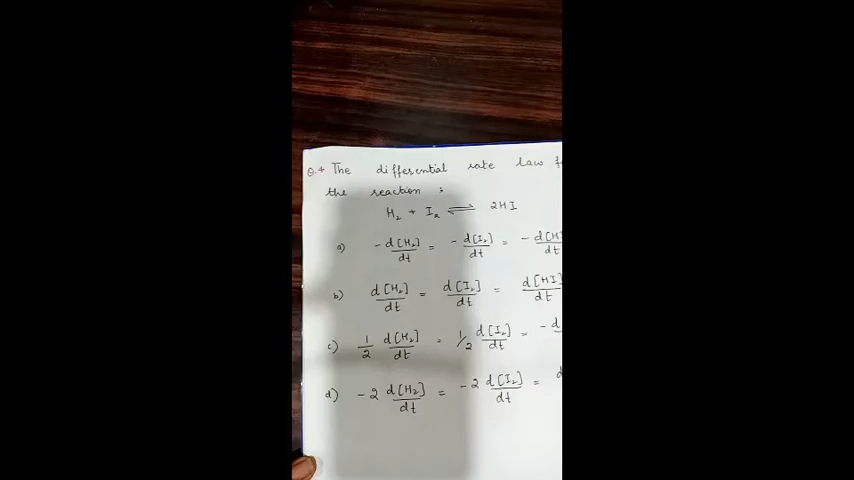 Q.4 The differential rate law f
the reaction :
H₂ + I₂ ⇌ 2HI
a) -d[H₂]/dt = -d[I₂]/dt = -d[HI/dt
b) d[H₂]/dt = d[I₂]/dt = d[HI]/dt
c) 1/2 d[H₂]/dt = 1/2 d[I₂]/dt = -d
d) -2 d[H₂]/dt = -2 d[I₂]/dt = d